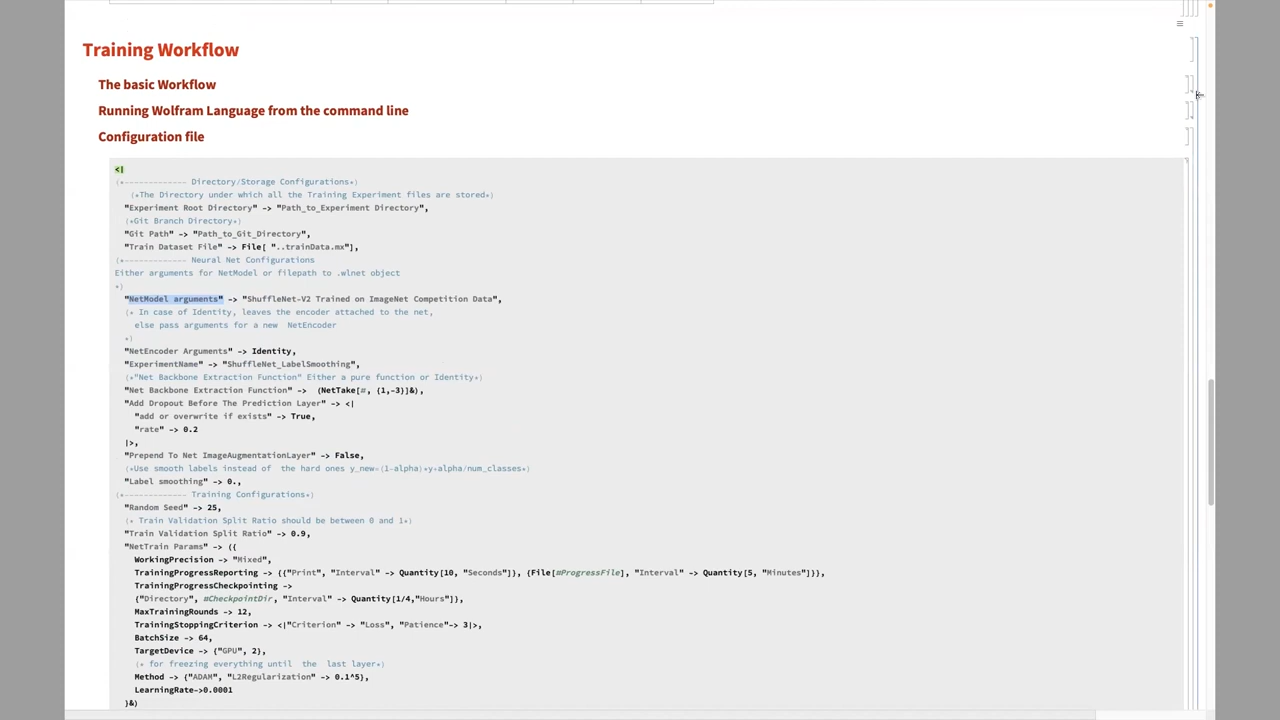 Training Workflow
The basic Workflow
Running Wolfram Language from the command line
Configuration file
<|
(*------------- Directory/Storage Configurations*)
(*The Directory under which all the Training Experiment files are stored*)
"Experiment Root Directory" -> "Path_to_Experiment Directory",
(*Git Branch Directory*)
"Git Path" -> "Path_to_Git_Directory",
"Train Dataset File" -> File[ "..trainData.mx"],
(*------------- Neural Net Configurations
Either arguments for NetModel or filepath to .wlnet object
*)
"NetModel arguments" -> "ShuffleNet-V2 Trained on ImageNet Competition Data",
(* In case of Identity, leaves the encoder attached to the net,
else pass arguments for a new  NetEncoder
*)
"NetEncoder Arguments" -> Identity,
"ExperimentName" -> "ShuffleNet_LabelSmoothing",
(*"Net Backbone Extraction Function" Either a pure function or Identity*)
"Net Backbone Extraction Function" ->  (NetTake[#, {1,-3}]&),
"Add Dropout Before The Prediction Layer" -> <|
"add or overwrite if exists" -> True,
"rate" -> 0.2
|>,
"Prepend To Net ImageAugmentationLayer" -> False,
(*Use smooth labels instead of  the hard ones y_new=(1-alpha)*y+alpha/num_classes*)
"Label smoothing" -> 0.,
(*------------- Training Configurations*)
"Random Seed" -> 25,
(* Train Validation Split Ratio should be between 0 and 1*)
"Train Validation Split Ratio" -> 0.9,
"NetTrain Params" -> ({
WorkingPrecision -> "Mixed",
TrainingProgressReporting -> {{"Print", "Interval" -> Quantity[10, "Seconds"]}, {File[#ProgressFile], "Interval" -> Quantity[5, "Minutes"]}},
TrainingProgressCheckpointing ->
{"Directory", #CheckpointDir, "Interval" -> Quantity[1/4,"Hours"]},
MaxTrainingRounds -> 12,
TrainingStoppingCriterion -> <|"Criterion" -> "Loss", "Patience"-> 3|>,
BatchSize -> 64,
TargetDevice -> {"GPU", 2},
(* for freezing everything until  the  last layer*)
Method -> {"ADAM", "L2Regularization" -> 0.1^5},
LearningRate->0.0001
}&)